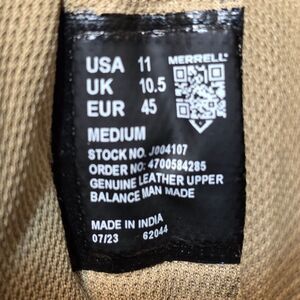 USA 11 MERRELL
UK 10.5
EUR 45
MEDIUM
STOCK NO. J004107
ORDER NO: 4700584285
GENUINE LEATHER UPPER
BALANCE MAN MADE
MADE IN INDIA
07/23 62044